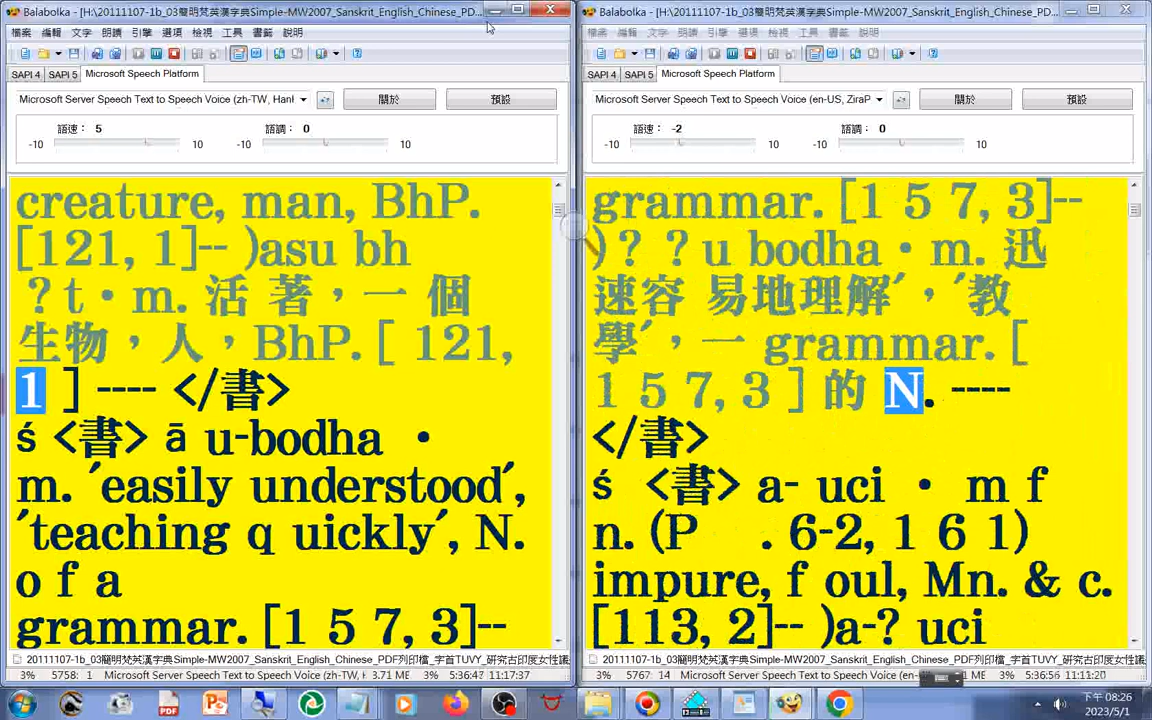 Balabolka - [H:\20111107-1b_03簡明梵英漢字典Simple-MW2007_Sanskrit_English_Chinese_PD...
檔案 編輯 文字 朗讀 引擎 選項 檢視 工具 書籤 說明
SAPI 4 SAPI 5 Microsoft Speech Platform
Microsoft Server Speech Text to Speech Voice (zh-TW, Hanl
關於 預設
語速： 5 語調： 0
-10 10 -10 10
creature, man, BhP.
[121, 1]-- )asu bh
？t・m. 活 著，一 個
生物，人，BhP. [ 121,
1 ] ---- </書>
ś <書> ā u-bodha ・
m. ′easily understood′,
′teaching q uickly′, N.
o f a
grammar. [1 5 7, 3]--
20111107-1b_03簡明梵英漢字典Simple-MW2007_Sanskrit_English_Chinese_PDF列印檔_字首TUVY_研究古印度女性議
3% 5758: 1 Microsoft Server Speech Text to Speech Voice (zh-TW, H 3.71 ME 3% 5:36:47 11:17:37
Balabolka - [H:\20111107-1b_03簡明梵英漢字典Simple-MW2007_Sanskrit_English_Chinese_PD...
檔案 編輯 文字 朗讀 引擎 選項 檢視 工具 書籤 說明
SAPI 4 SAPI 5 Microsoft Speech Platform
Microsoft Server Speech Text to Speech Voice (en-US, ZiraP
關於 預設
語速： -2 語調： 0
-10 10 -10 10
grammar. [1 5 7, 3]--
)？ ？u bodha・m. 迅
速容 易地理解′，′教
學′，一 grammar. [
1 5 7, 3 ] 的 N. ----
</書>
ś <書> a- uci ・ m f
n. (P . 6-2, 1 6 1)
impure, f oul, Mn. & c.
[113, 2]-- )a-? uci
20111107-1b_03簡明梵英漢字典Simple-MW2007_Sanskrit_English_Chinese_PDF列印檔_字首TUVY_研究古印度女性議
3% 5767: 14 Microsoft Server Speech Text to Speech Voice (en-U ME 3% 5:36:56 11:11:20
下午 08:26
2023/5/1